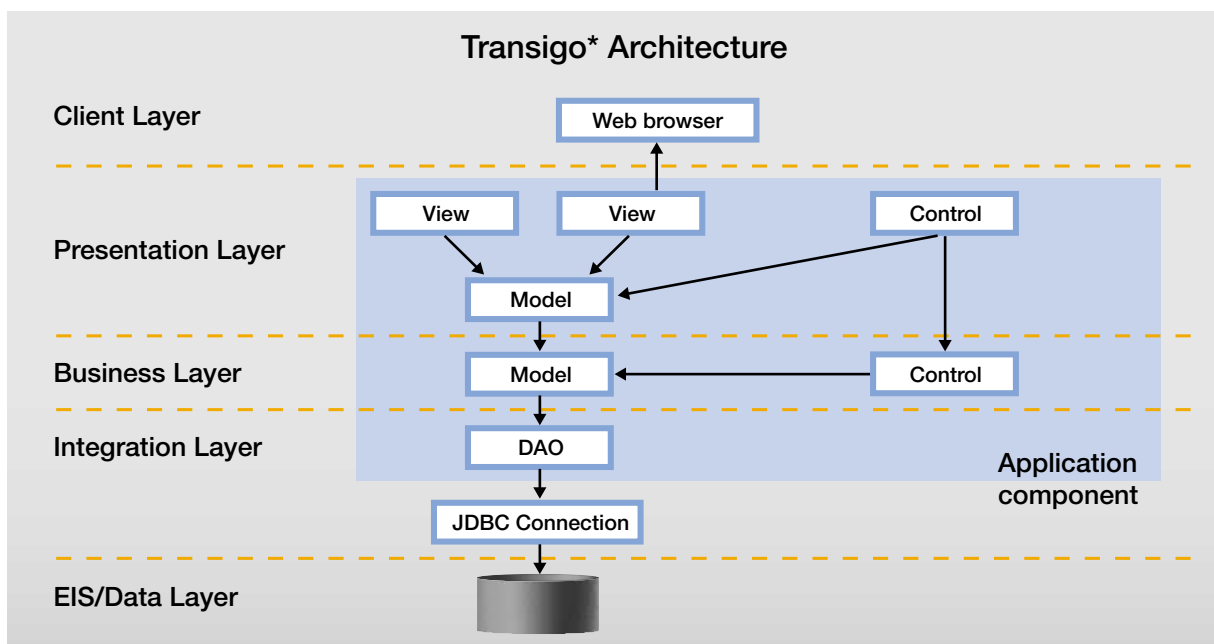 Transigo* Architecture
Client Layer
Web browser
View
View
Control
Presentation Layer
Model
Business Layer
Model
Control
Integration Layer
DAO
Application
component
JDBC Connection
EIS/Data Layer